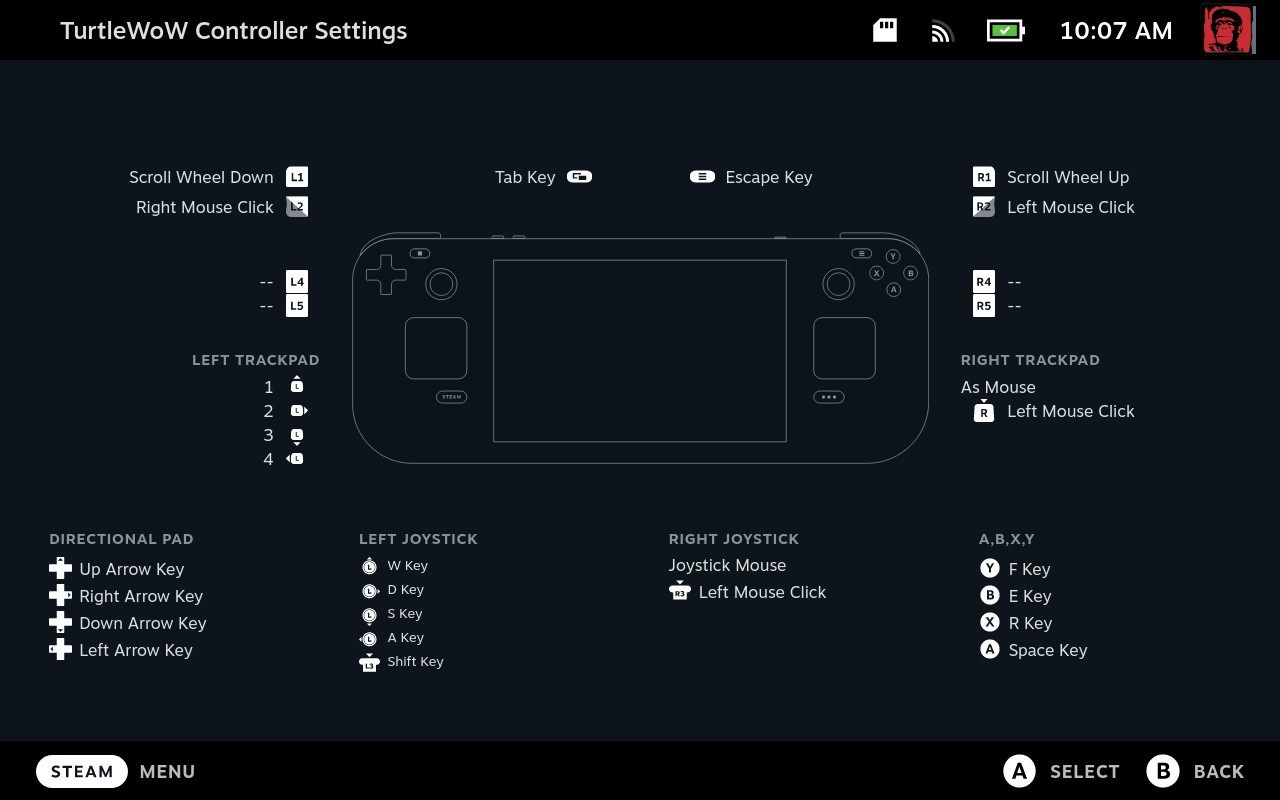 TurtleWoW Controller Settings
10:07 AM
Scroll Wheel Down L1
Tab Key
Escape Key
R1 Scroll Wheel Up
Right Mouse Click L2
R2 Left Mouse Click
Y
X B
A
-- L4
R4 --
-- L5
R5 --
LEFT TRACKPAD
RIGHT TRACKPAD
1 L
As Mouse
STEAM
2 L
R Left Mouse Click
3 L
4 L
DIRECTIONAL PAD
Up Arrow Key
Right Arrow Key
Down Arrow Key
Left Arrow Key
LEFT JOYSTICK
L W Key
L D Key
L S Key
L A Key
L3 Shift Key
RIGHT JOYSTICK
Joystick Mouse
R3 Left Mouse Click
A,B,X,Y
Y F Key
B E Key
X R Key
A Space Key
STEAM MENU
A SELECT B BACK